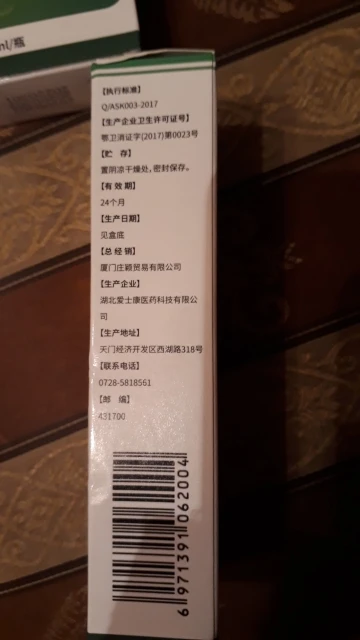 ml/瓶
【执行标准】
Q/ASK003-2017
【生产企业卫生许可证号】
鄂卫消证字(2017)第0023号
【贮 存】
置阴凉干燥处，密封保存。
【有 效 期】
24个月
【生产日期】
见盒底
【总 经 销】
厦门庄颖贸易有限公司
【生产企业】
湖北爱士康医药科技有限公
司
【生产地址】
天门经济开发区西湖路318号
【联系电话】
0728-5818561
【邮 编】
431700
6 971391 062004